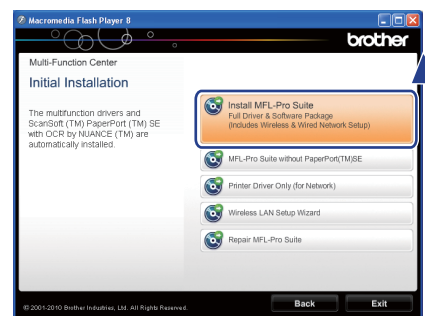 Macromedia Flash Player 8
brother
Multi-Function Center
Initial Installation
The multifunction drivers and
ScanSoft (TM) PaperPort (TM) SE
with OCR by NUANCE (TM) are
automatically installed.
Install MFL-Pro Suite
Full Driver & Software Package
(Includes Wireless & Wired Network Setup)
MFL-Pro Suite without PaperPort(TM)SE
Printer Driver Only (for Network)
Wireless LAN Setup Wizard
Repair MFL-Pro Suite
© 2001-2010 Brother Industries, Ltd. All Rights Reserved.
Back
Exit